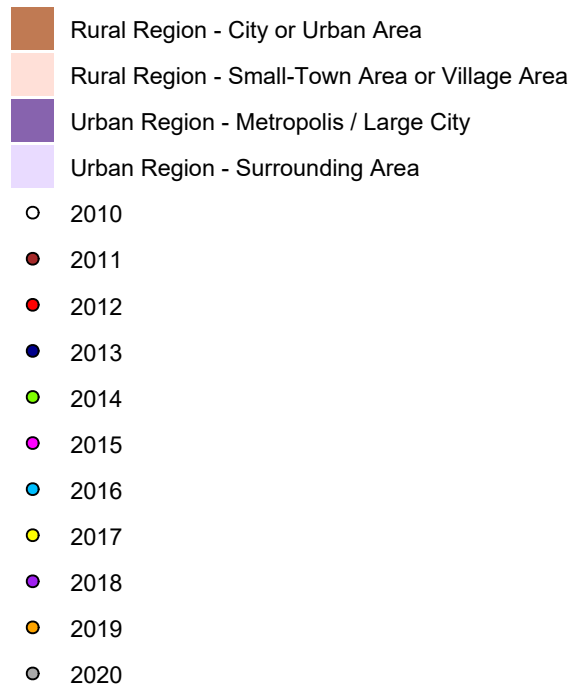 Rural Region - City or Urban Area
Rural Region - Small-Town Area or Village Area
Urban Region - Metropolis / Large City
Urban Region - Surrounding Area
2010
2011
2012
2013
2014
2015
2016
2017
2018
2019
2020